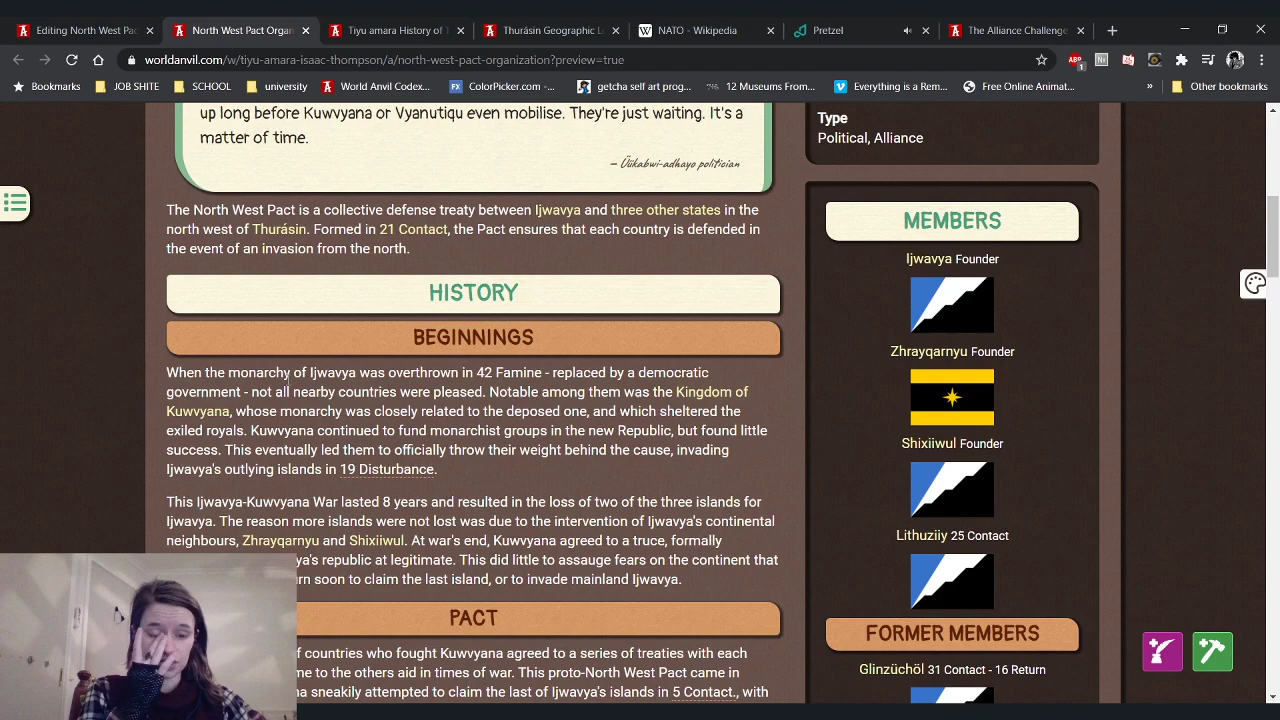 Editing North West Pac
North West Pact Organ
Tiyu amara History of T
Thurásin Geographic Lo
NATO - Wikipedia
Pretzel
The Alliance Challenge
worldanvil.com/w/tiyu-amara-isaac-thompson/a/north-west-pact-organization?preview=true
Bookmarks
JOB SHITE
SCHOOL
university
World Anvil Codex...
ColorPicker.com -...
getcha self art prog...
12 Museums From...
Everything is a Rem...
Free Online Animat...
»
Other bookmarks
up long before Kuwvyana or Vyanutiqu even mobilise. They're just waiting. It's a
matter of time.
— Üükabwi-adhayo politician
The North West Pact is a collective defense treaty between Ijwavya and three other states in the
north west of Thurásin. Formed in 21 Contact, the Pact ensures that each country is defended in
the event of an invasion from the north.
HISTORY
BEGINNINGS
When the monarchy of Ijwavya was overthrown in 42 Famine - replaced by a democratic
government - not all nearby countries were pleased. Notable among them was the Kingdom of
Kuwvyana, whose monarchy was closely related to the deposed one, and which sheltered the
exiled royals. Kuwvyana continued to fund monarchist groups in the new Republic, but found little
success. This eventually led them to officially throw their weight behind the cause, invading
Ijwavya's outlying islands in 19 Disturbance.
This Ijwavya-Kuwvyana War lasted 8 years and resulted in the loss of two of the three islands for
Ijwavya. The reason more islands were not lost was due to the intervention of Ijwavya's continental
neighbours, Zhrayqarnyu and Shixiiwul. At war's end, Kuwvyana agreed to a truce, formally
ya's republic at legitimate. This did little to assauge fears on the continent that
rn soon to claim the last island, or to invade mainland Ijwavya.
PACT
of countries who fought Kuwvyana agreed to a series of treaties with each
me to the others aid in times of war. This proto-North West Pact came in
na sneakily attempted to claim the last of Ijwavya's islands in 5 Contact., with
Type
Political, Alliance
MEMBERS
Ijwavya Founder
Zhrayqarnyu Founder
Shixiiwul Founder
Lithuziiy 25 Contact
FORMER MEMBERS
Glinzüchöl 31 Contact - 16 Return